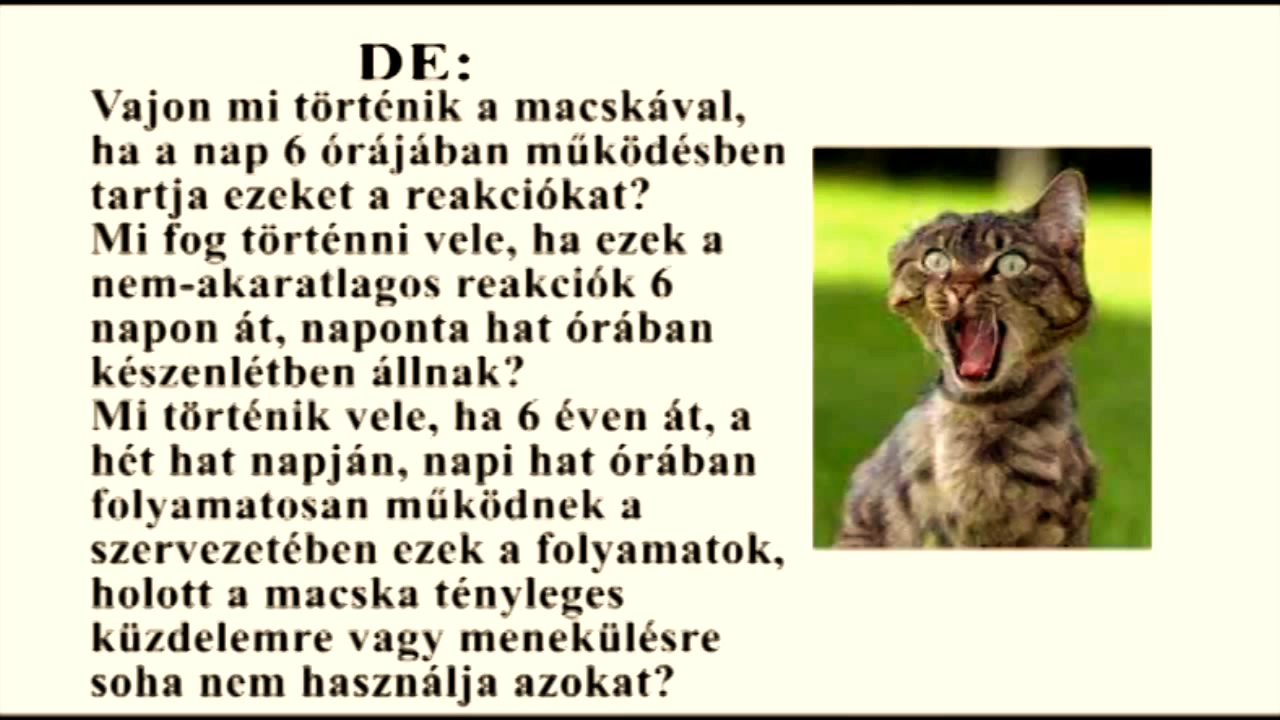 DE:
Vajon mi történik a macskával,
ha a nap 6 órájában működésben
tartja ezeket a reakciókat?
Mi fog történni vele, ha ezek a
nem-akaratlagos reakciók 6
napon át, naponta hat órában
készenlétben állnak?
Mi történik vele, ha 6 éven át, a
hét hat napján, napi hat órában
folyamatosan működnek a
szervezetében ezek a folyamatok,
holott a macska tényleges
küzdelemre vagy menekülésre
soha nem használja azokat?